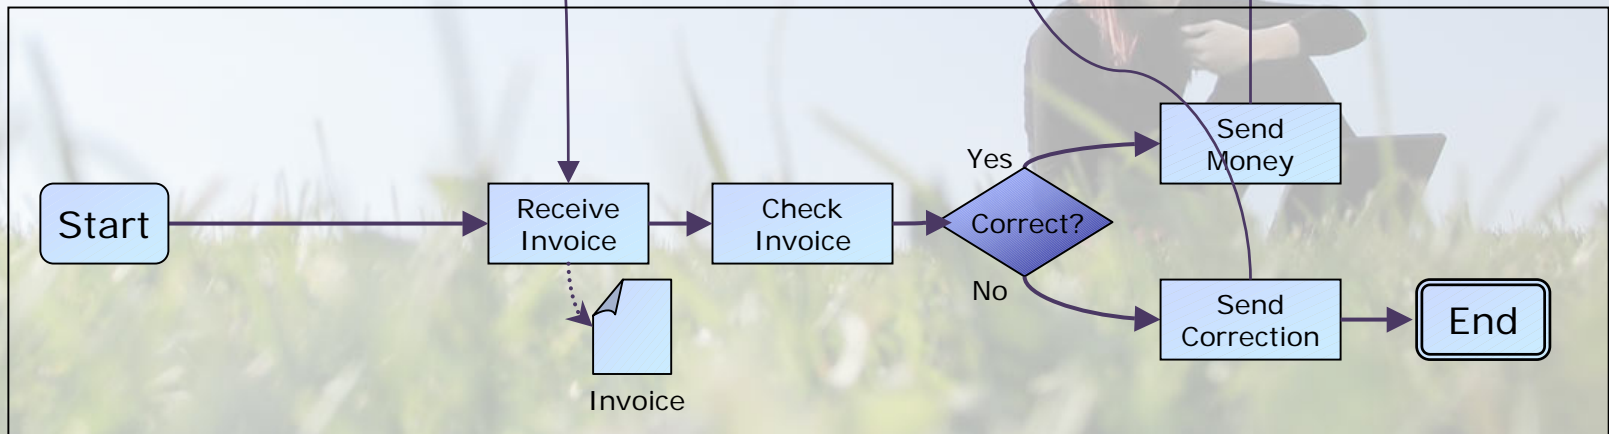 Start
Receive
Invoice
Invoice
Check
Invoice
Correct?
Yes
No
Send
Money
Send
Correction
End